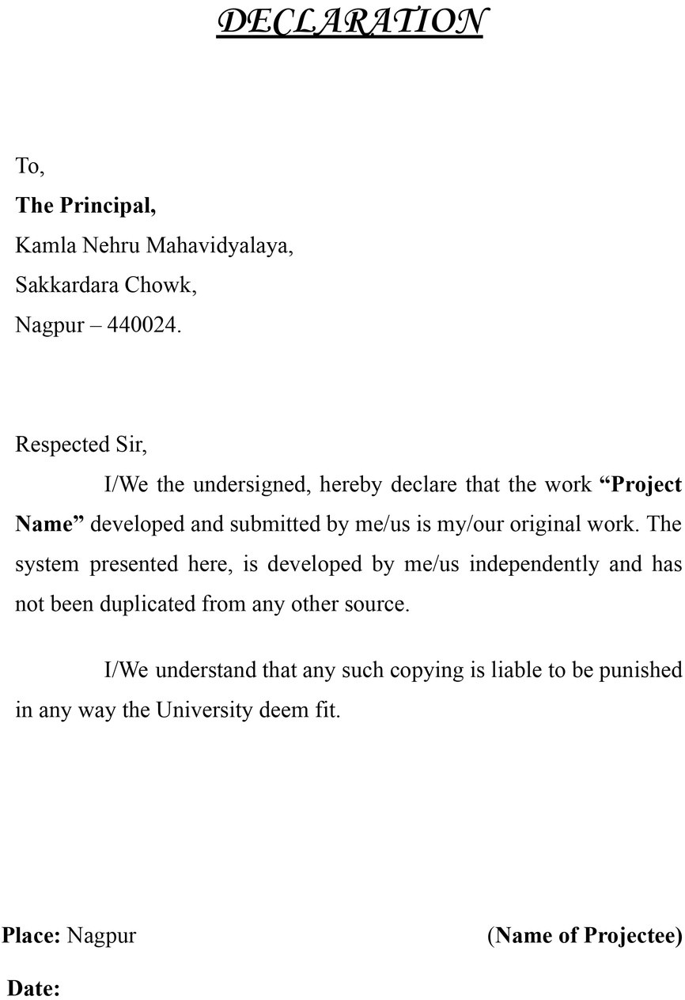 DECLARATION
To,
The Principal,
Kamla Nehru Mahavidyalaya,
Sakkardara Chowk,
Nagpur – 440024.
Respected Sir,
I/We the undersigned, hereby declare that the work “Project
Name” developed and submitted by me/us is my/our original work. The
system presented here, is developed by me/us independently and has
not been duplicated from any other source.
I/We understand that any such copying is liable to be punished
in any way the University deem fit.
Place: Nagpur (Name of Projectee)
Date: